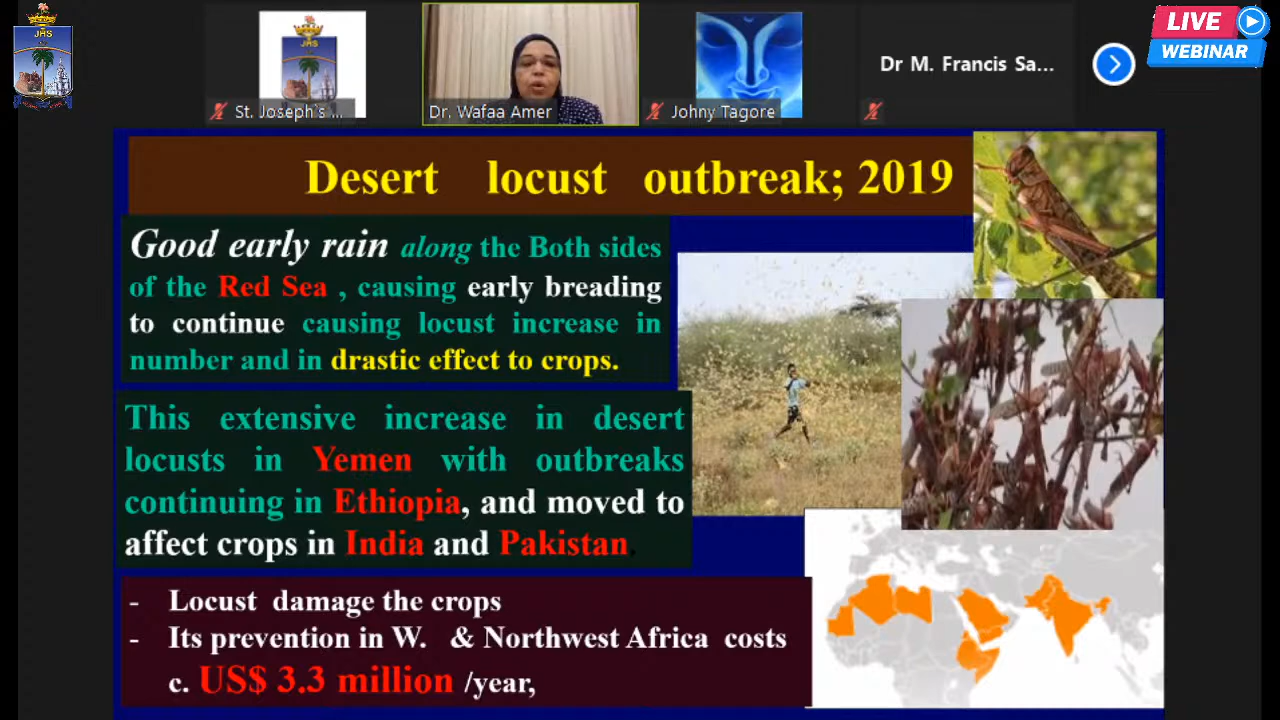 JHS
LIVE
WEBINAR
JHS
St. Joseph's ...
Dr. Wafaa Amer
Johny Tagore
Dr M. Francis Sa...
Desert locust outbreak; 2019
Good early rain along the Both sides
of the Red Sea , causing early breading
to continue causing locust increase in
number and in drastic effect to crops.
This extensive increase in desert
locusts in Yemen with outbreaks
continuing in Ethiopia, and moved to
affect crops in India and Pakistan.
- Locust damage the crops
- Its prevention in W. & Northwest Africa costs
c. US$ 3.3 million /year,